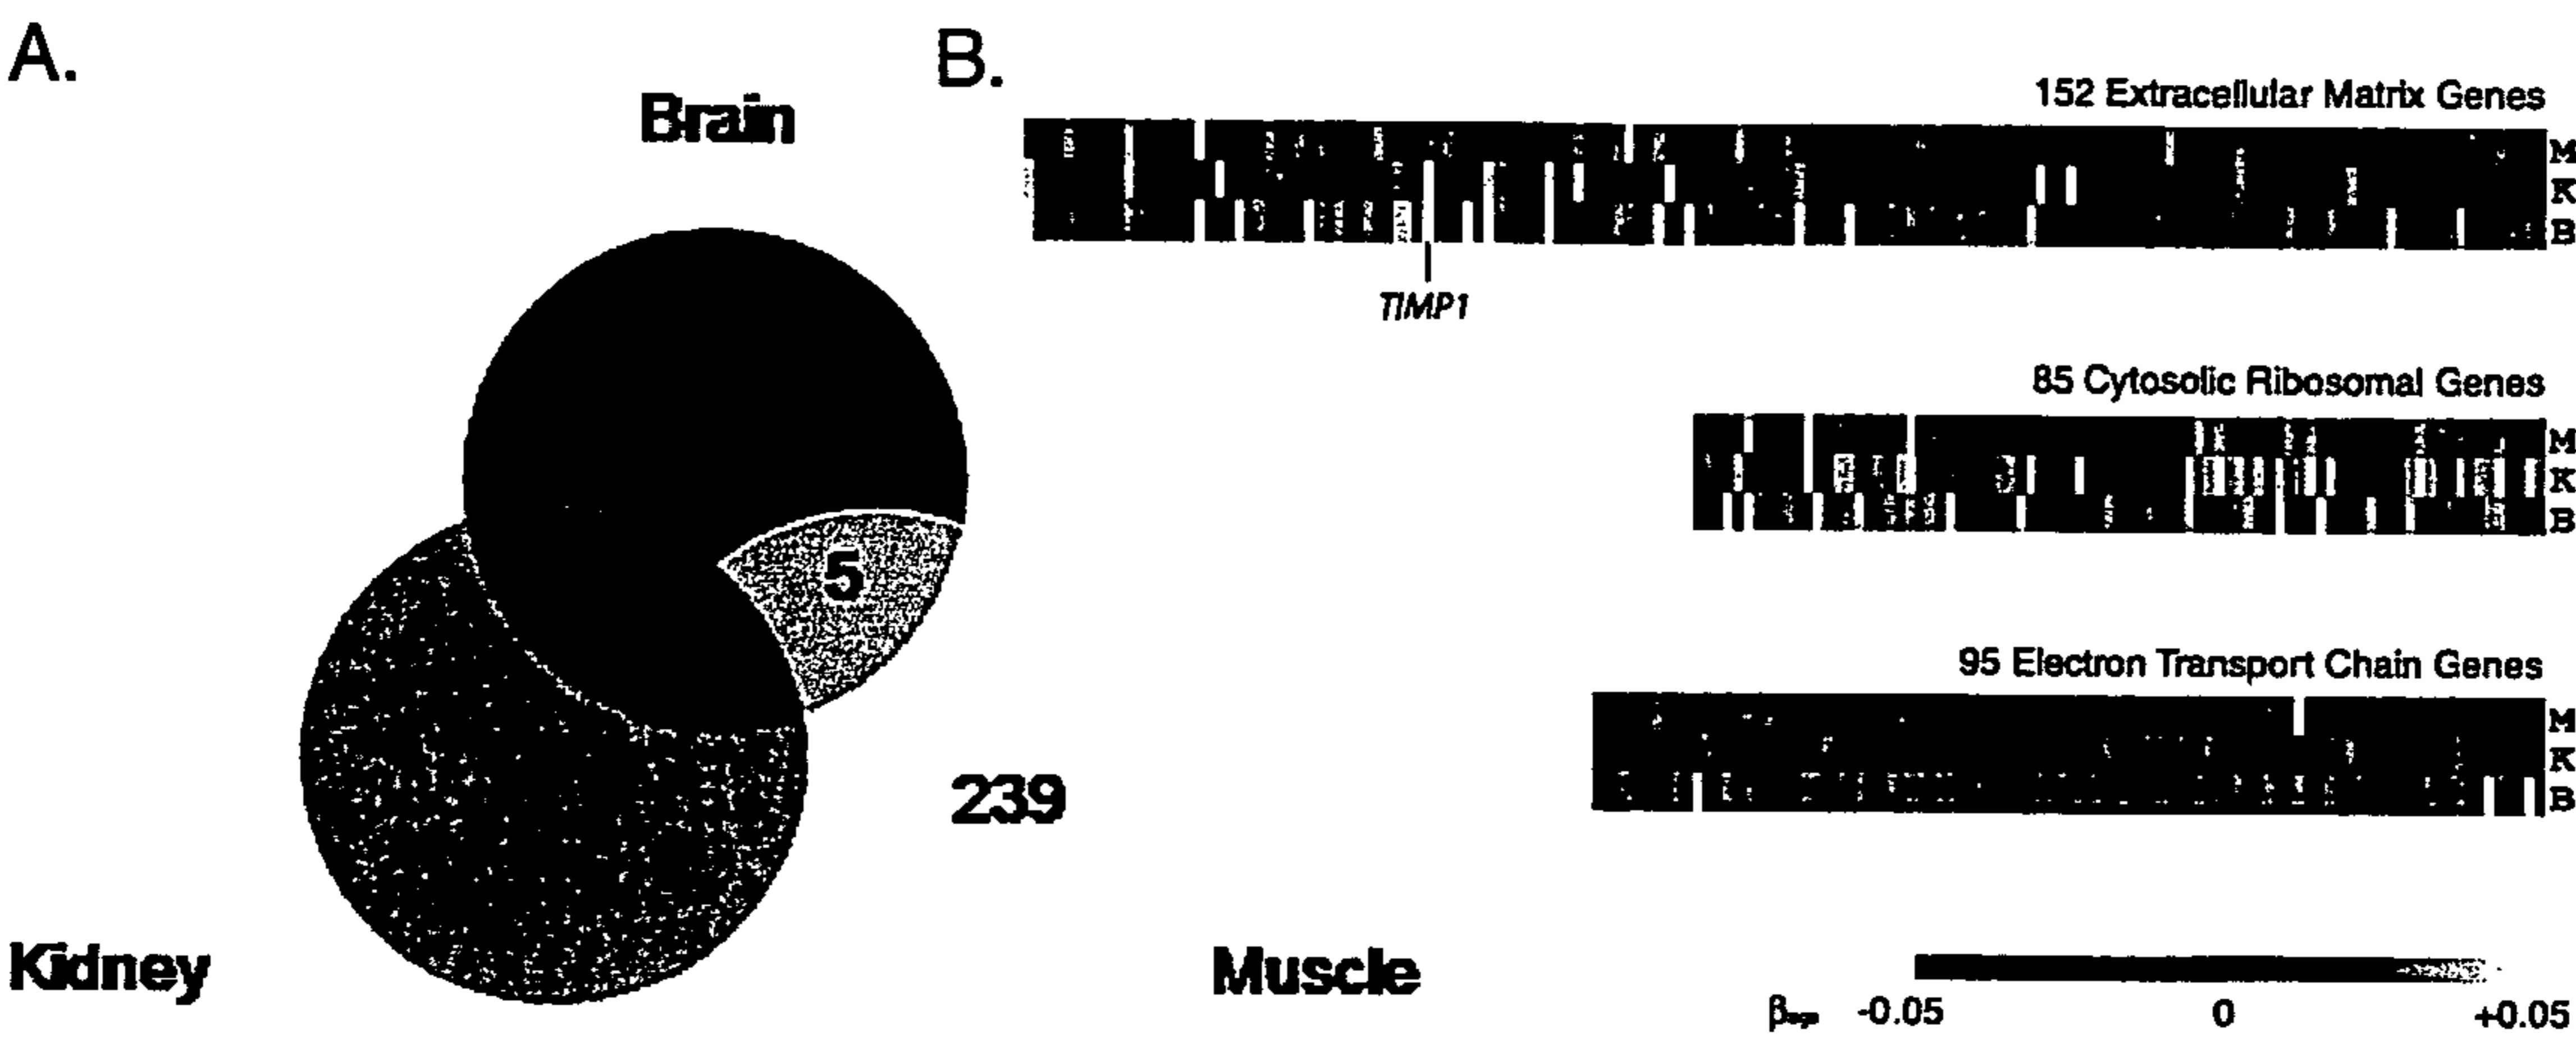 A.
Brain
5
239
Kidney
Muscle
B.
152 Extracellular Matrix Genes
M
K
B
TIMP1
85 Cytosolic Ribosomal Genes
M
K
B
95 Electron Transport Chain Genes
M
K
B
-0.05 0 +0.05